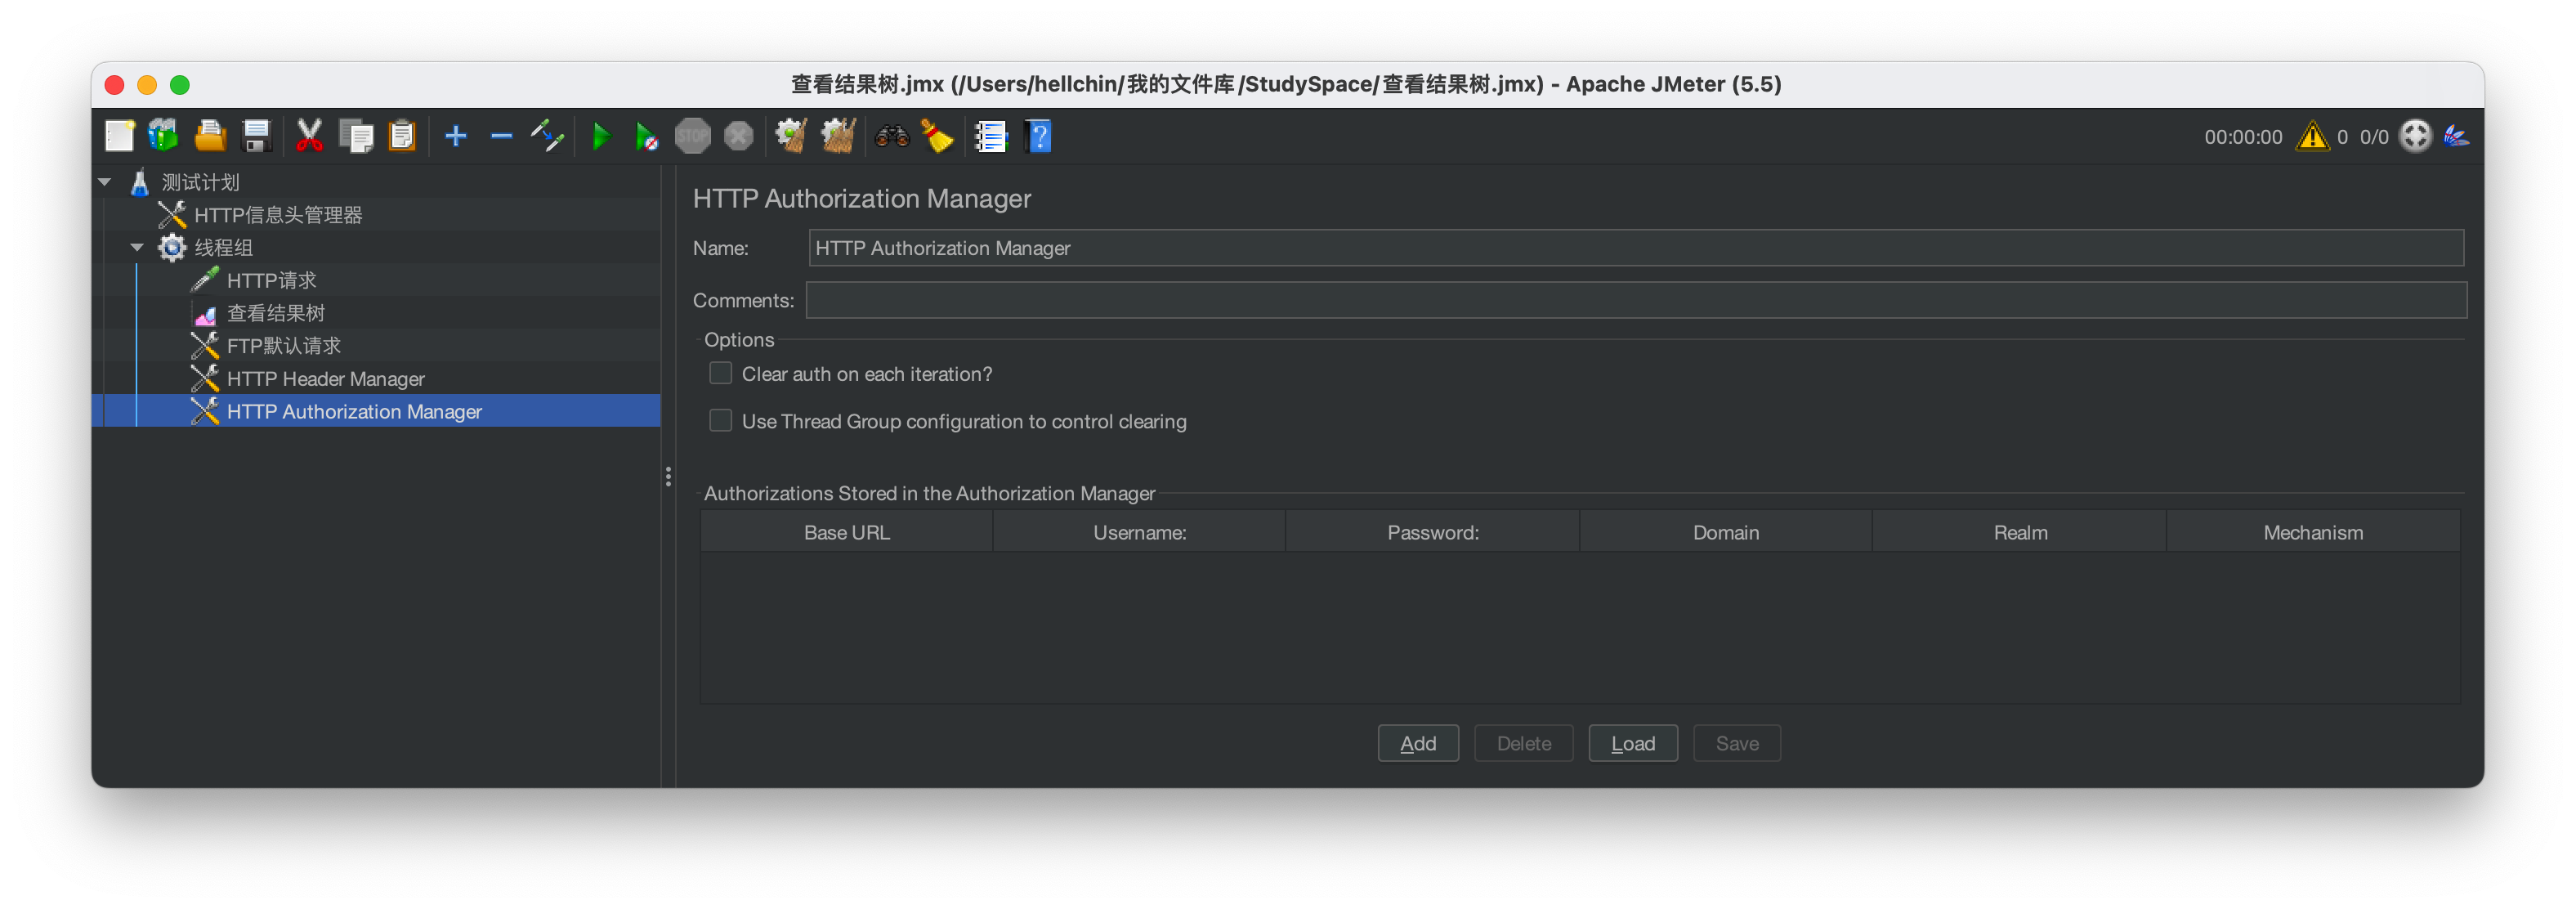 查看结果树.jmx (/Users/hellchin/我的文件库/StudySpace/查看结果树.jmx) - Apache JMeter (5.5)
STOP
?
00:00:00 0 0/0
测试计划
HTTP信息头管理器
线程组
HTTP请求
查看结果树
FTP默认请求
HTTP Header Manager
HTTP Authorization Manager
HTTP Authorization Manager
Name: HTTP Authorization Manager
Comments:
Options
Clear auth on each iteration?
Use Thread Group configuration to control clearing
Authorizations Stored in the Authorization Manager
Base URL Username: Password: Domain Realm Mechanism
Add Delete Load Save